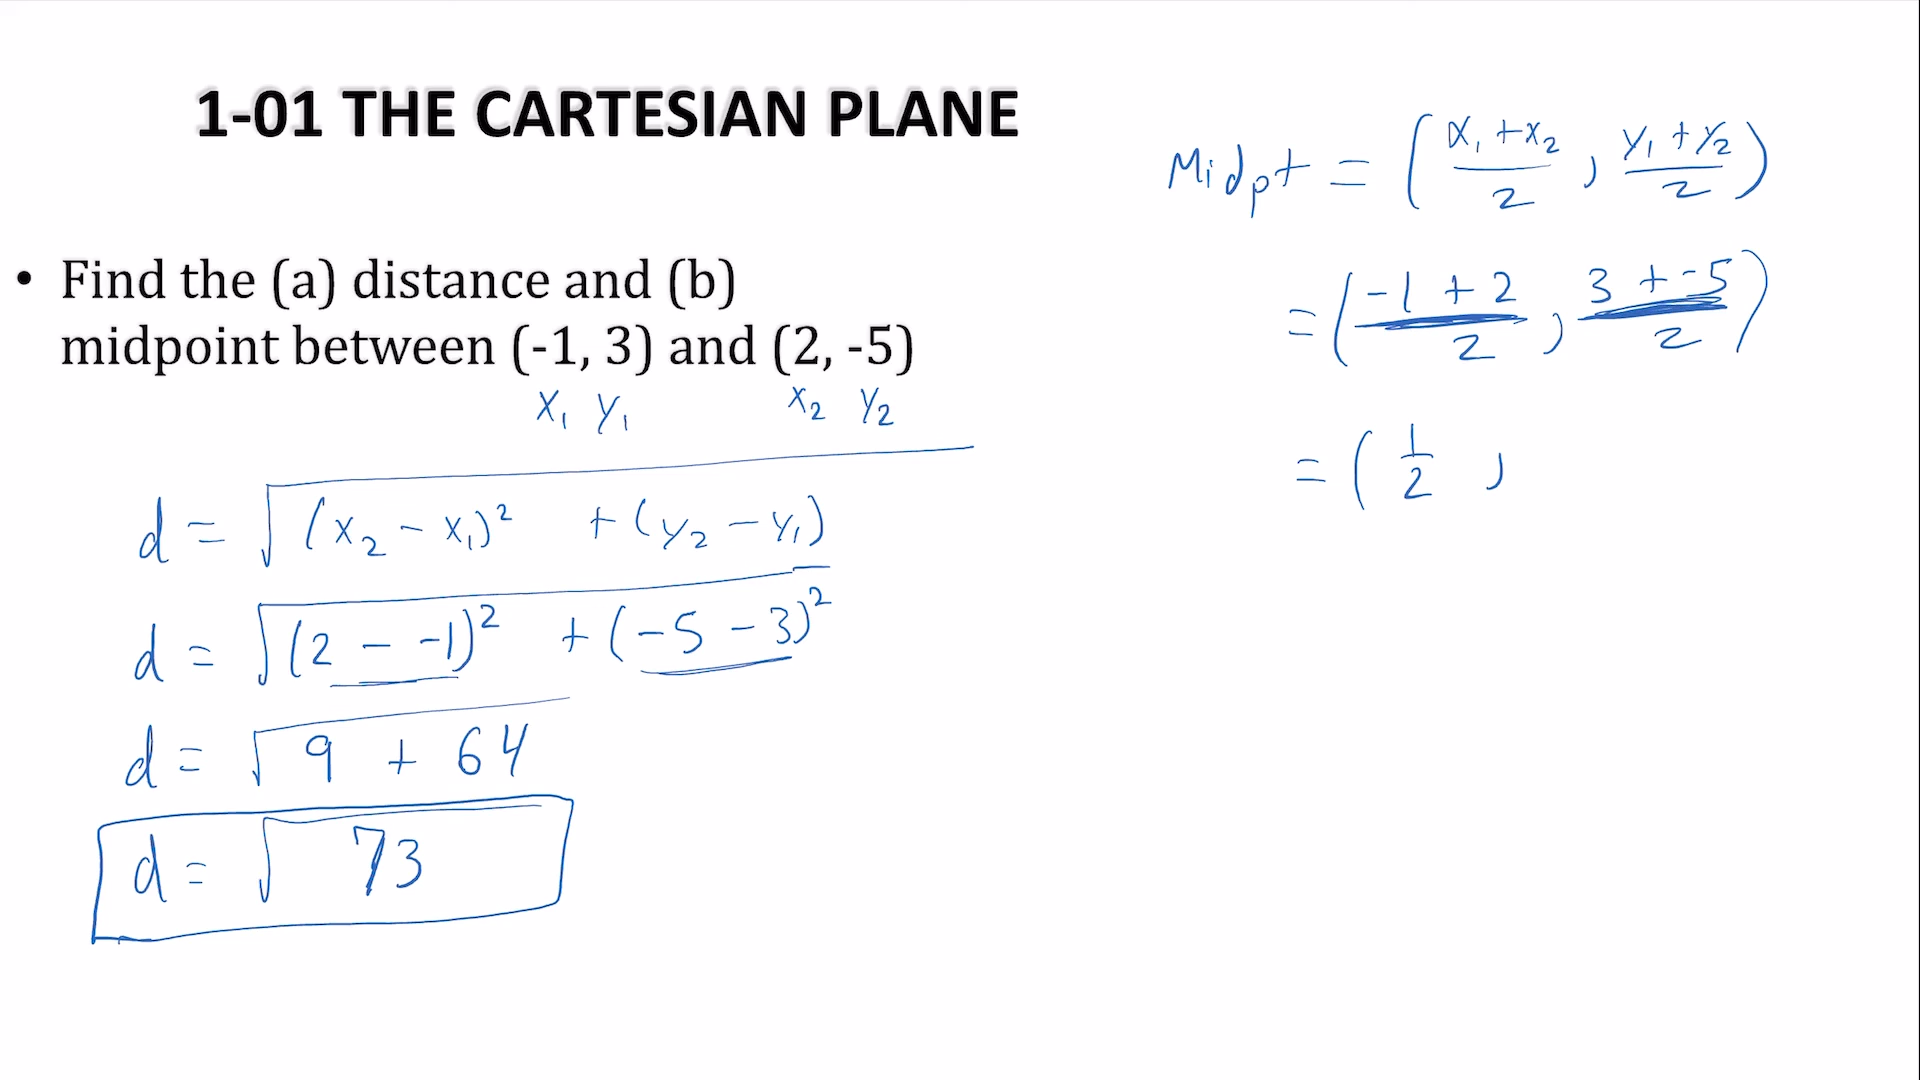 1-01 THE CARTESIAN PLANE
• Find the (a) distance and (b)
midpoint between (-1, 3) and (2, -5)
x₁ y₁ x₂ y₂
d = √((x₂ - x₁)² + (y₂ - y₁))
d = √((2 - -1)² + (-5 - 3)²)
d = √(9 + 64)
d = √73
Midpt = ((x₁ + x₂)/2, (y₁ + y₂)/2)
= ((-1 + 2)/2, (3 + -5)/2)
= (1/2,